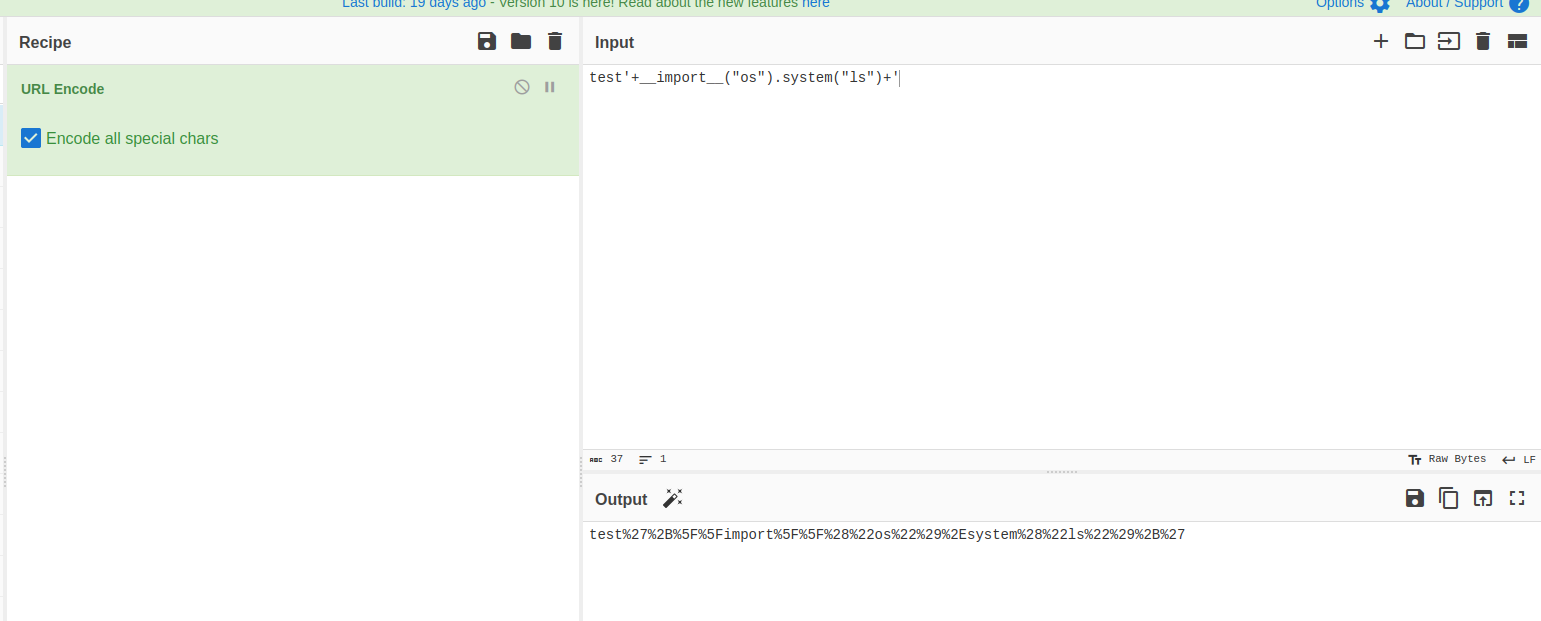 Last build: 19 days ago - Version 10 is here! Read about the new features here
Options About / Support ?
Recipe
URL Encode
Encode all special chars
Input
test'+__import__("os").system("ls")+'
ABC 37 1
Tт Raw Bytes LF
Output
test%27%2B%5F%5Fimport%5F%5F%28%22os%22%29%2Esystem%28%22ls%22%29%2B%27